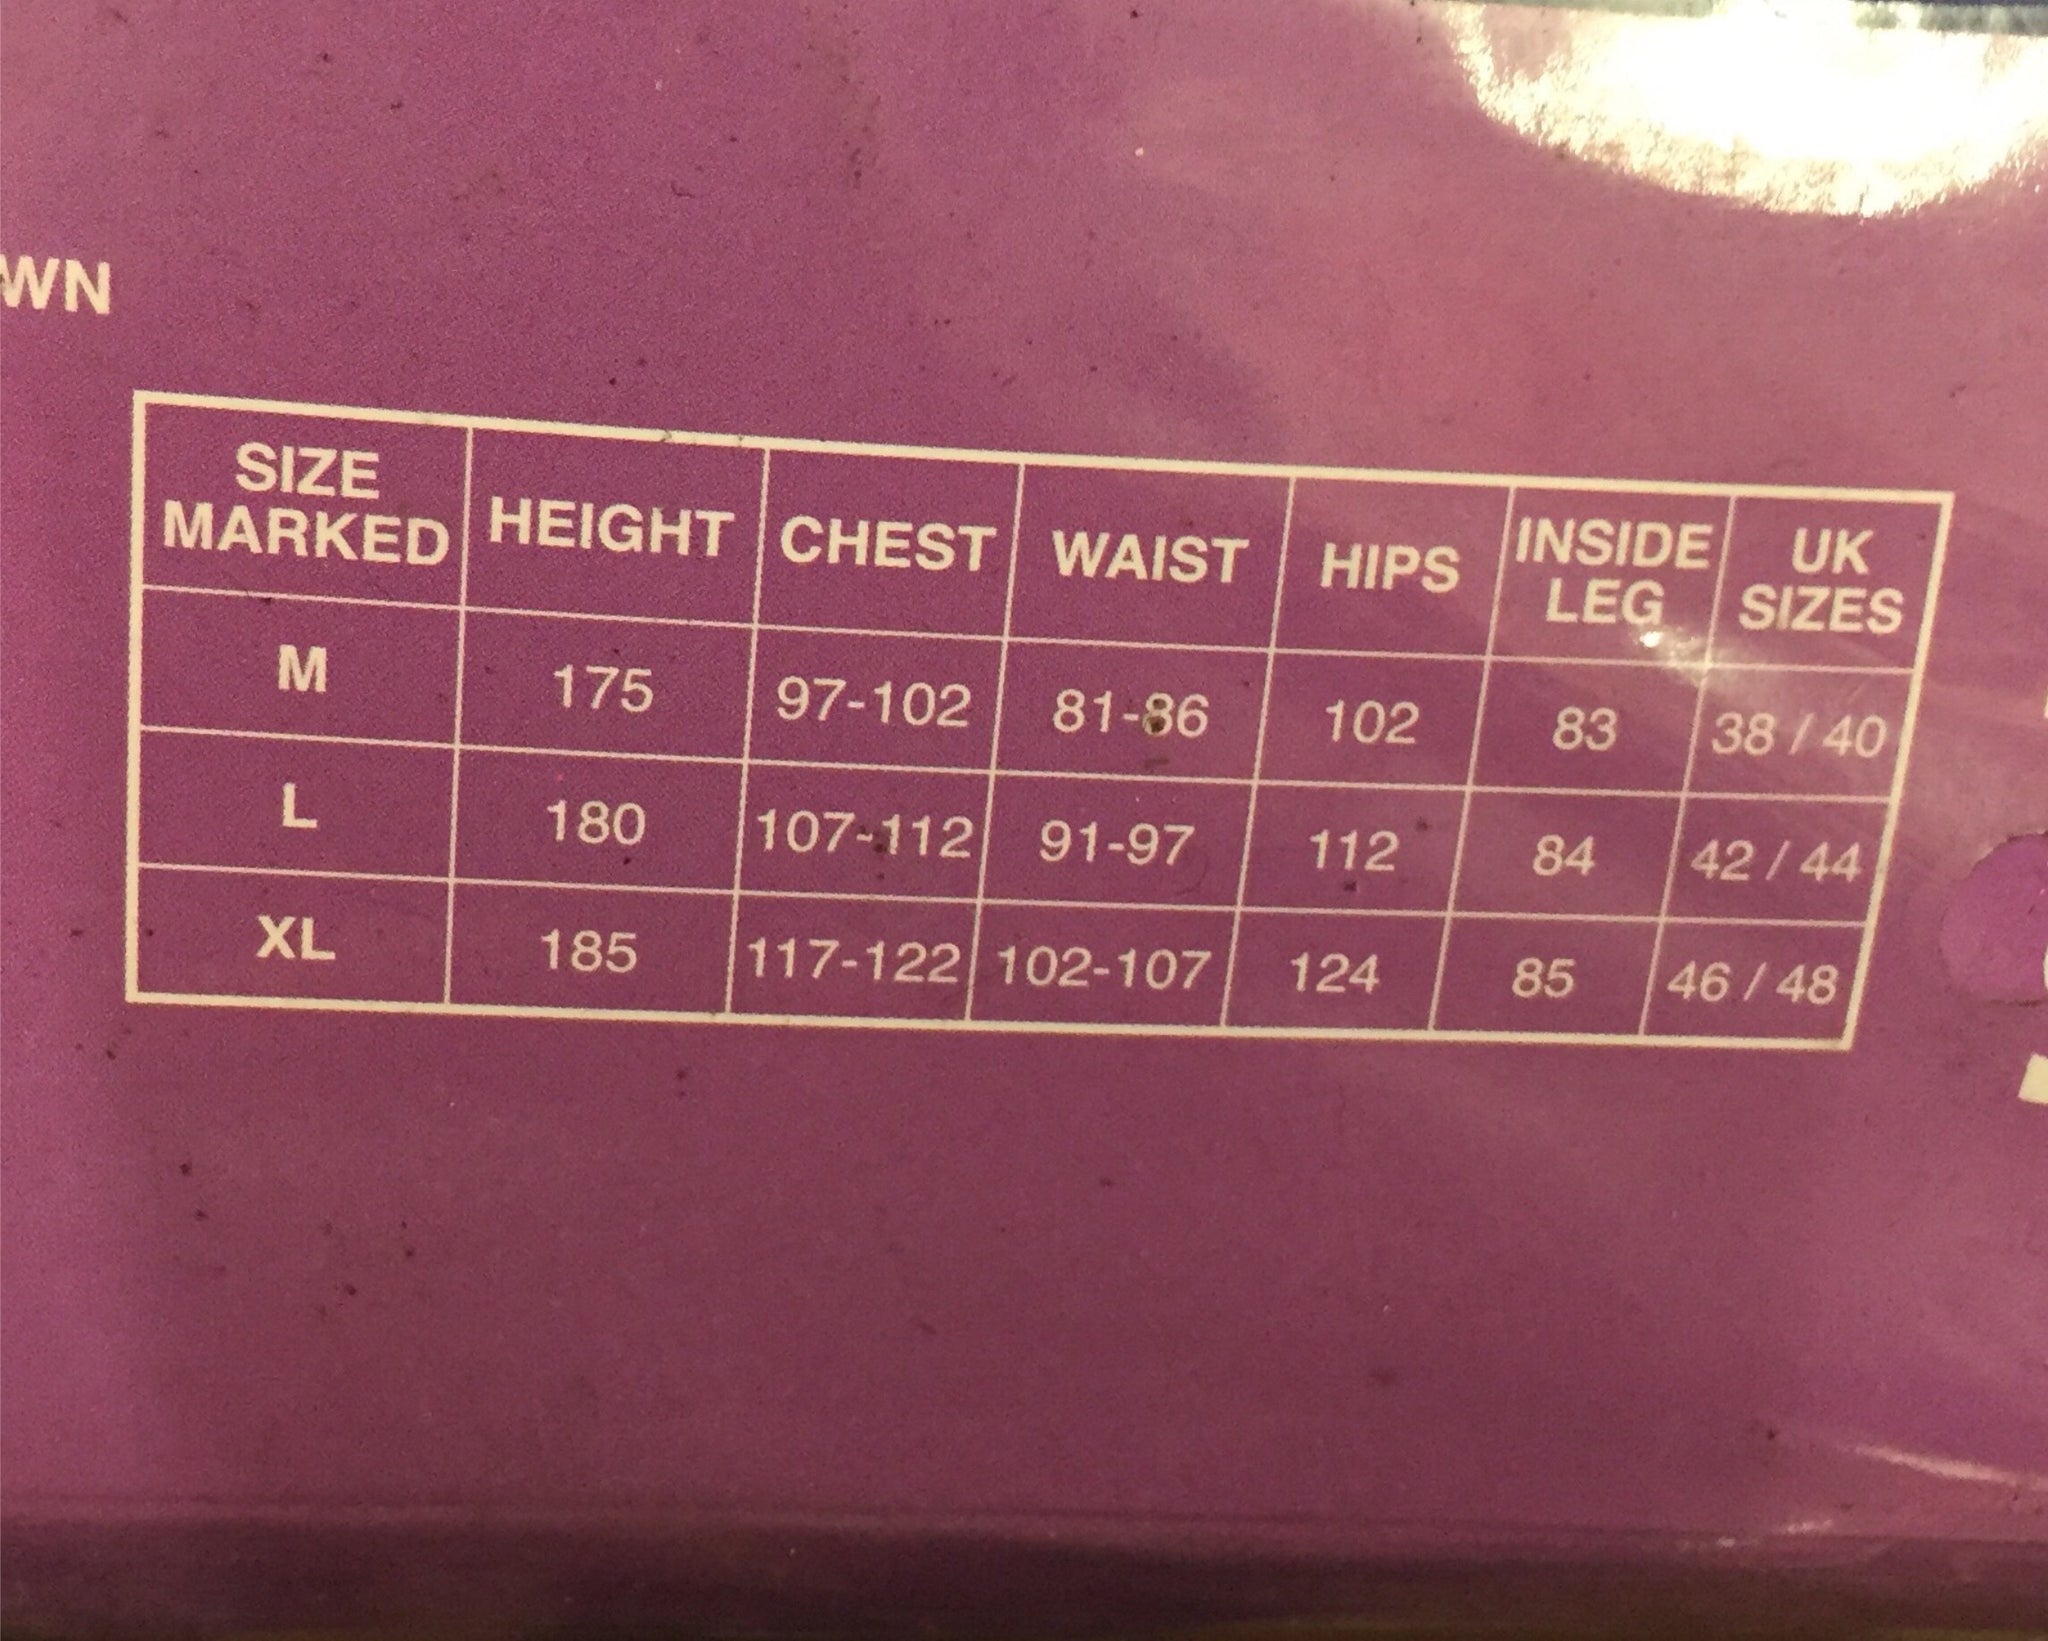 WN
SIZE MARKED HEIGHT CHEST WAIST HIPS INSIDE LEG UK SIZES
M 175 97-102 81-86 102 83 38 / 40
L 180 107-112 91-97 112 84 42 / 44
XL 185 117-122 102-107 124 85 46 / 48